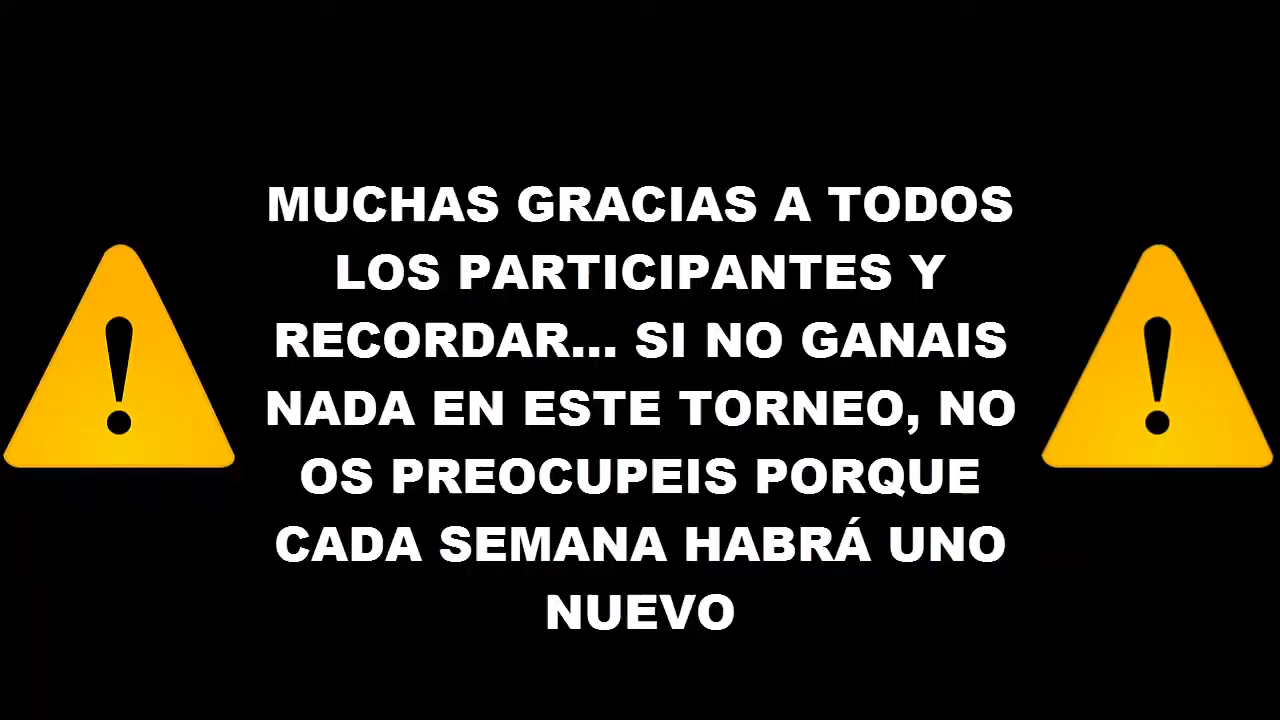 MUCHAS GRACIAS A TODOS
LOS PARTICIPANTES Y
RECORDAR... SI NO GANAIS
NADA EN ESTE TORNEO, NO
OS PREOCUPEIS PORQUE
CADA SEMANA HABRÁ UNO
NUEVO